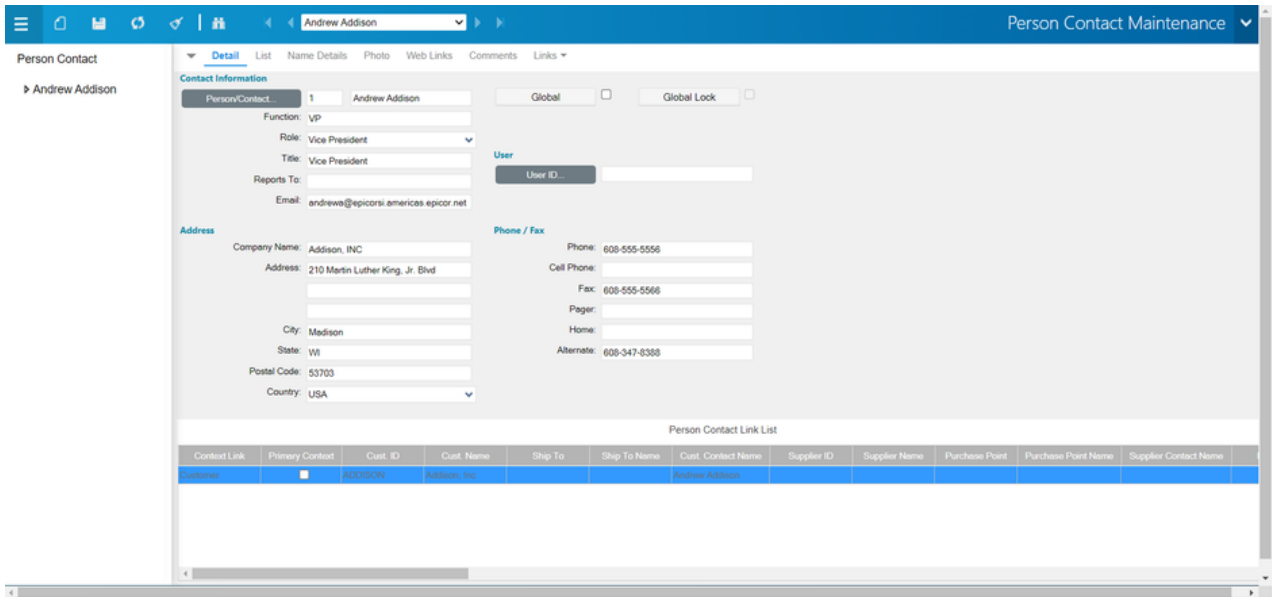 Andrew Addison
Person Contact Maintenance
Person Contact
Andrew Addison
Detail List Name Details Photo Web Links Comments Links
Contact Information
Person/Contact... 1 Andrew Addison Global Global Lock
Function: VP
Role: Vice President
Title: Vice President
User
Reports To: User ID...
Email: andrewa@epicorsi.americas.epicor.net
Address Phone / Fax
Company Name: Addison, INC Phone: 608-555-5556
Address: 210 Martin Luther King, Jr. Blvd Cell Phone:
Fax: 608-555-5566
Pager:
City: Madison Home:
State: WI Alternate: 608-347-8388
Postal Code: 53703
Country: USA
Person Contact Link List
Context Link Primary Context Cust. ID Cust. Name Ship To Ship To Name Cust. Contact Name Supplier ID Supplier Name Purchase Point Purchase Point Name Supplier Contact Name
Customer ADDISON Addison, Inc. Andrew Addison